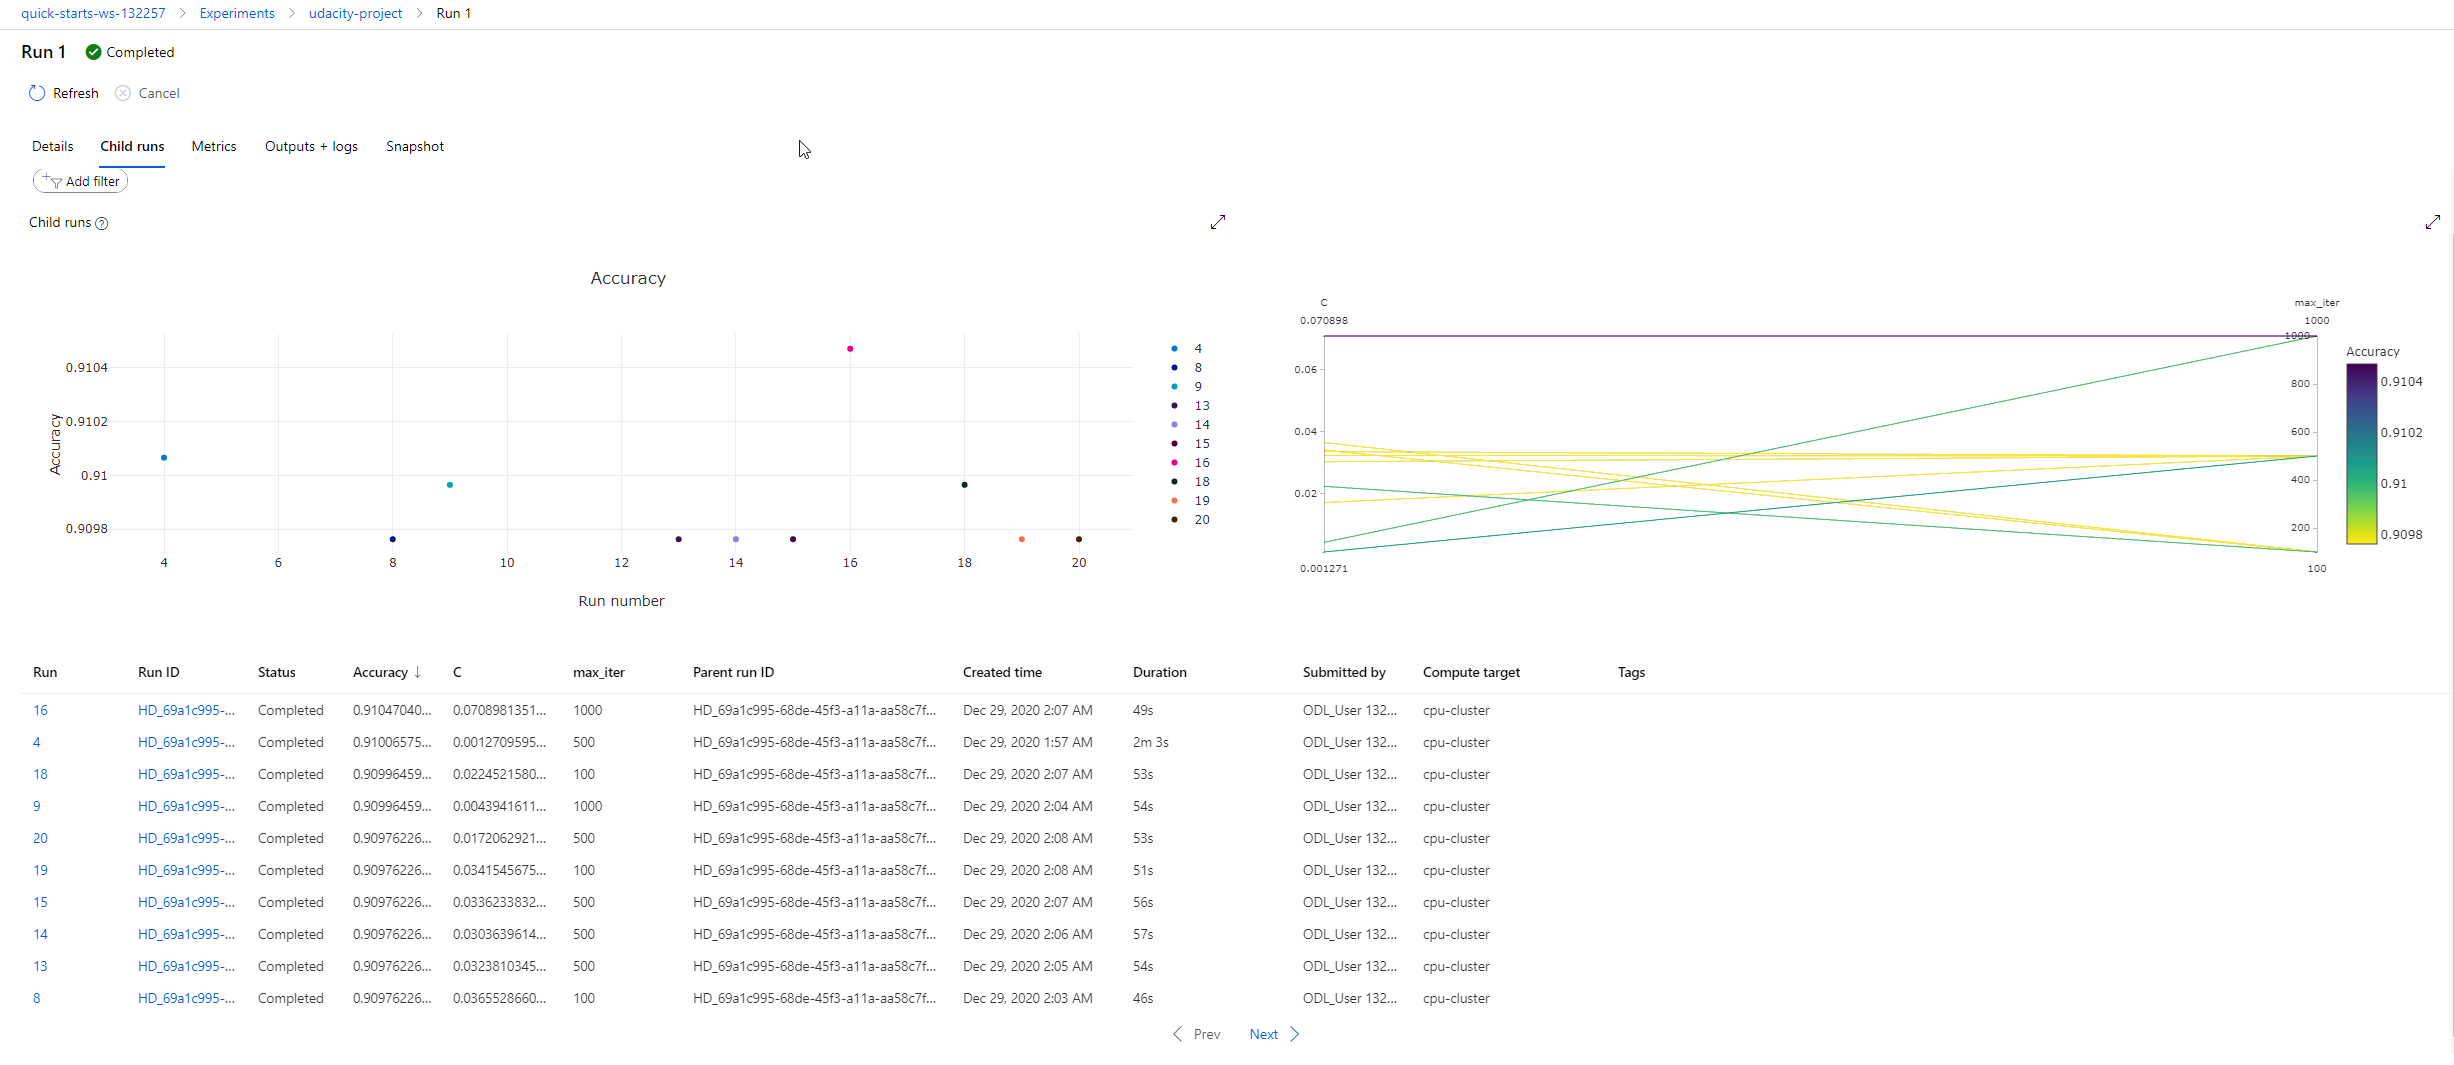 quick-starts-ws-132257 > Experiments > udacity-project > Run 1
Run 1 Completed
Refresh Cancel
Details Child runs Metrics Outputs + logs Snapshot
Add filter
Child runs
Accuracy
0.9104
0.9102
0.91
0.9098
Accuracy
4 6 8 10 12 14 16 18 20
Run number
4
8
9
13
14
15
16
18
19
20
C
0.070898
0.06
0.04
0.02
0.001271
max_iter
1000
1000
800
600
400
200
100
Accuracy
0.9104
0.9102
0.91
0.9098
Run Run ID Status Accuracy ↓ C max_iter Parent run ID Created time Duration Submitted by Compute target Tags
16 HD_69a1c995-... Completed 0.91047040... 0.0708981351... 1000 HD_69a1c995-68de-45f3-a11a-aa58c7f... Dec 29, 2020 2:07 AM 49s ODL_User 132... cpu-cluster
4 HD_69a1c995-... Completed 0.91006575... 0.0012709595... 500 HD_69a1c995-68de-45f3-a11a-aa58c7f... Dec 29, 2020 1:57 AM 2m 3s ODL_User 132... cpu-cluster
18 HD_69a1c995-... Completed 0.90996459... 0.0224521580... 100 HD_69a1c995-68de-45f3-a11a-aa58c7f... Dec 29, 2020 2:07 AM 53s ODL_User 132... cpu-cluster
9 HD_69a1c995-... Completed 0.90996459... 0.0043941611... 1000 HD_69a1c995-68de-45f3-a11a-aa58c7f... Dec 29, 2020 2:04 AM 54s ODL_User 132... cpu-cluster
20 HD_69a1c995-... Completed 0.90976226... 0.0172062921... 500 HD_69a1c995-68de-45f3-a11a-aa58c7f... Dec 29, 2020 2:08 AM 53s ODL_User 132... cpu-cluster
19 HD_69a1c995-... Completed 0.90976226... 0.0341545675... 100 HD_69a1c995-68de-45f3-a11a-aa58c7f... Dec 29, 2020 2:08 AM 51s ODL_User 132... cpu-cluster
15 HD_69a1c995-... Completed 0.90976226... 0.0336233832... 500 HD_69a1c995-68de-45f3-a11a-aa58c7f... Dec 29, 2020 2:07 AM 56s ODL_User 132... cpu-cluster
14 HD_69a1c995-... Completed 0.90976226... 0.0303639614... 500 HD_69a1c995-68de-45f3-a11a-aa58c7f... Dec 29, 2020 2:06 AM 57s ODL_User 132... cpu-cluster
13 HD_69a1c995-... Completed 0.90976226... 0.0323810345... 500 HD_69a1c995-68de-45f3-a11a-aa58c7f... Dec 29, 2020 2:05 AM 54s ODL_User 132... cpu-cluster
8 HD_69a1c995-... Completed 0.90976226... 0.0365528660... 100 HD_69a1c995-68de-45f3-a11a-aa58c7f... Dec 29, 2020 2:03 AM 46s ODL_User 132... cpu-cluster
< Prev Next >